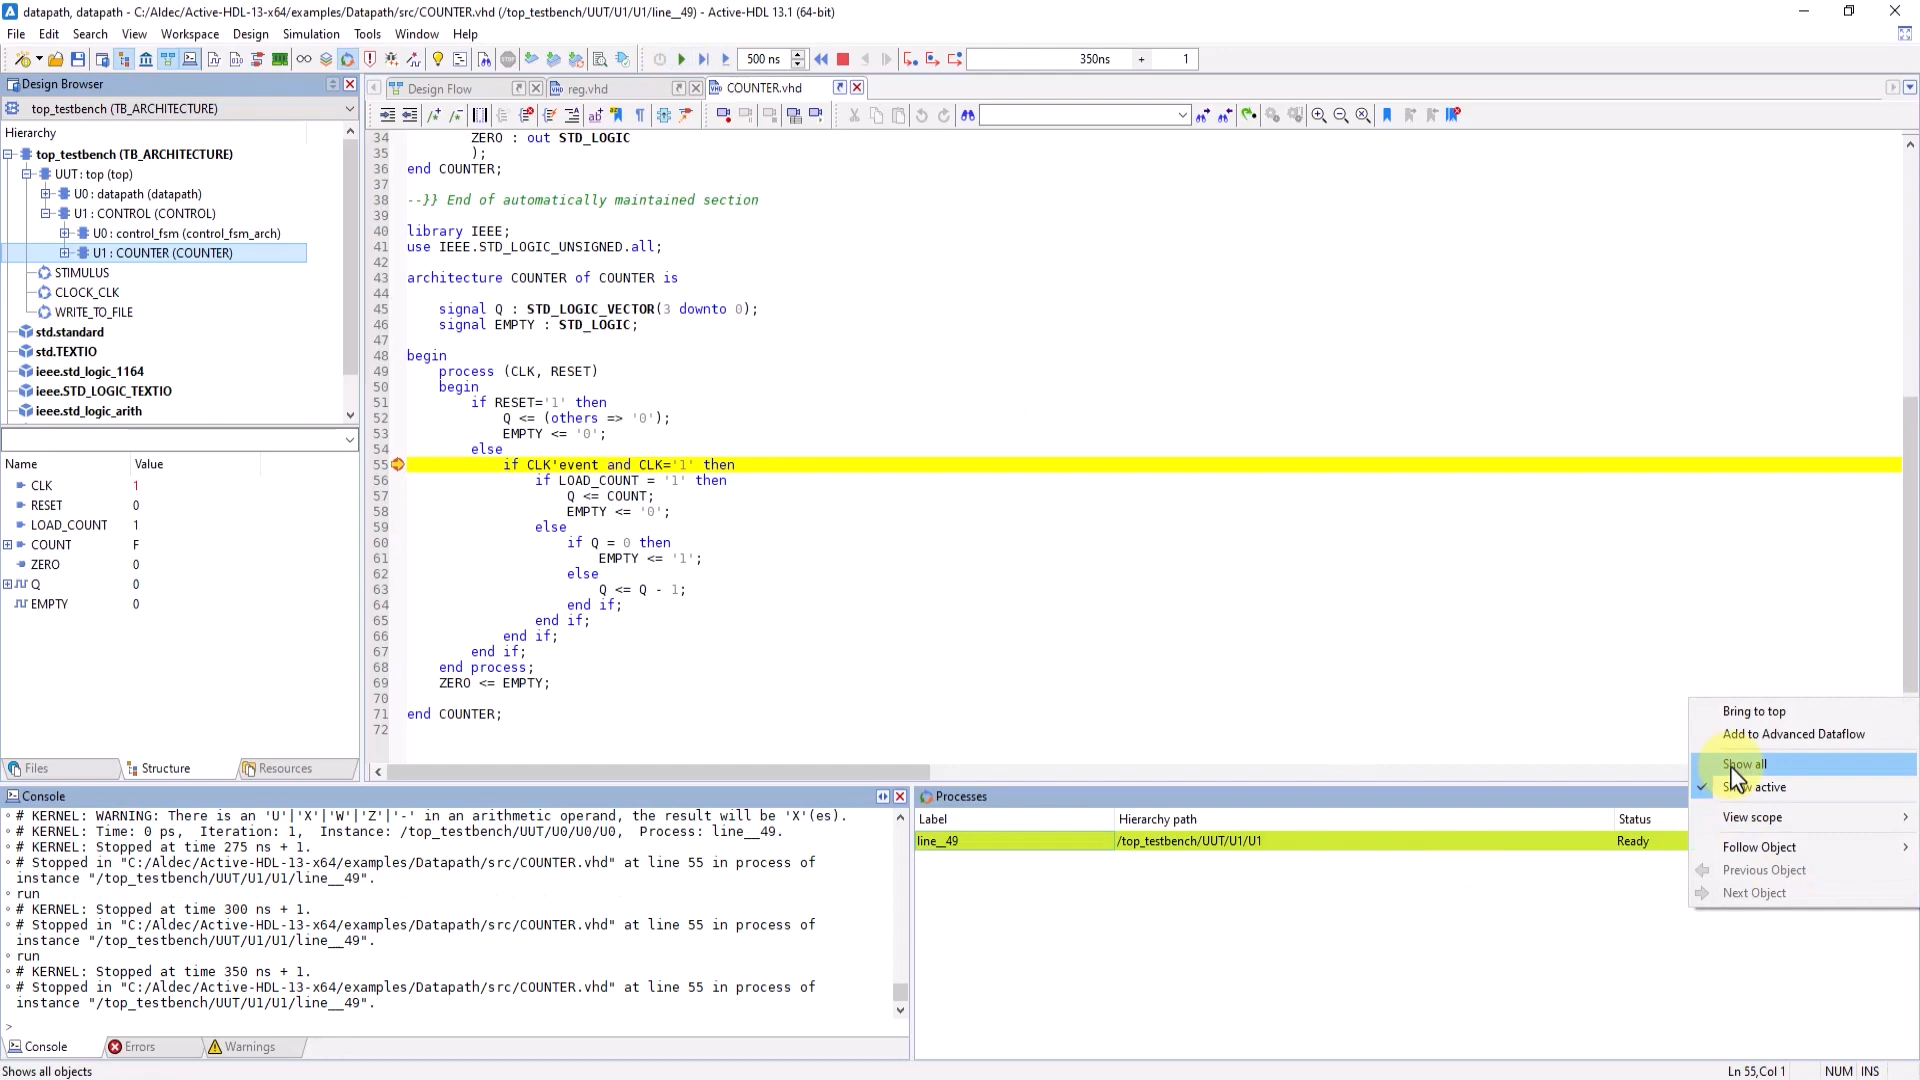 datapath, datapath - C:/Aldec/Active-HDL-13-x64/examples/Datapath/src/COUNTER.vhd (/top_testbench/UUT/U1/U1/line__49) - Active-HDL 13.1 (64-bit)
File Edit Search View Workspace Design Simulation Tools Window Help
500 ns 350ns + 1
Design Browser
Design Flow reg.vhd COUNTER.vhd
top_testbench (TB_ARCHITECTURE)
Hierarchy
top_testbench (TB_ARCHITECTURE)
UUT : top (top)
U0 : datapath (datapath)
U1 : CONTROL (CONTROL)
U0 : control_fsm (control_fsm_arch)
U1 : COUNTER (COUNTER)
STIMULUS
CLOCK_CLK
WRITE_TO_FILE
std.standard
std.TEXTIO
ieee.std_logic_1164
ieee.STD_LOGIC_TEXTIO
ieee.std_logic_arith
Name Value
CLK 1
RESET 0
LOAD_COUNT 1
COUNT F
ZERO 0
Q 0
EMPTY 0
Files Structure Resources
34 ZERO : out STD_LOGIC
35 );
36 end COUNTER;
37
38 --}} End of automatically maintained section
39
40 library IEEE;
41 use IEEE.STD_LOGIC_UNSIGNED.all;
42
43 architecture COUNTER of COUNTER is
44
45 signal Q : STD_LOGIC_VECTOR(3 downto 0);
46 signal EMPTY : STD_LOGIC;
47
48 begin
49 process (CLK, RESET)
50 begin
51 if RESET='1' then
52 Q <= (others => '0');
53 EMPTY <= '0';
54 else
55 if CLK'event and CLK='1' then
56 if LOAD_COUNT = '1' then
57 Q <= COUNT;
58 EMPTY <= '0';
59 else
60 if Q = 0 then
61 EMPTY <= '1';
62 else
63 Q <= Q - 1;
64 end if;
65 end if;
66 end if;
67 end if;
68 end process;
69 ZERO <= EMPTY;
70
71 end COUNTER;
72
Bring to top
Add to Advanced Dataflow
Show all
active
View scope
Follow Object
Previous Object
Next Object
Console
# KERNEL: WARNING: There is an 'U'|'X'|'W'|'Z'|'-' in an arithmetic operand, the result will be 'X'(es).
# KERNEL: Time: 0 ps, Iteration: 1, Instance: /top_testbench/UUT/U0/U0/U0, Process: line__49.
# KERNEL: Stopped at time 275 ns + 1.
# Stopped in "C:/Aldec/Active-HDL-13-x64/examples/Datapath/src/COUNTER.vhd" at line 55 in process of
instance "/top_testbench/UUT/U1/U1/line__49".
run
# KERNEL: Stopped at time 300 ns + 1.
# Stopped in "C:/Aldec/Active-HDL-13-x64/examples/Datapath/src/COUNTER.vhd" at line 55 in process of
instance "/top_testbench/UUT/U1/U1/line__49".
run
# KERNEL: Stopped at time 350 ns + 1.
# Stopped in "C:/Aldec/Active-HDL-13-x64/examples/Datapath/src/COUNTER.vhd" at line 55 in process of
instance "/top_testbench/UUT/U1/U1/line__49".
>
Console Errors Warnings
Processes
Label Hierarchy path Status
line__49 /top_testbench/UUT/U1/U1 Ready
Shows all objects
Ln 55,Col 1 NUM INS